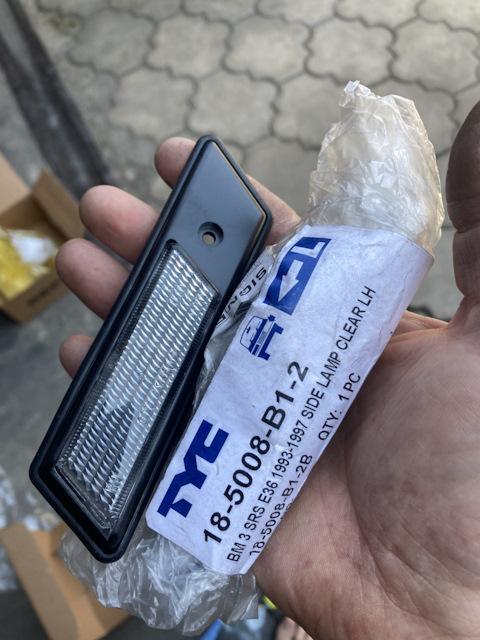 SIGN
L
TYC
18-5008-B1-2
BM 3 SRS E36 1993-1997 SIDE LAMP CLEAR LH
18-5008-B1-2B QTY: 1 PC